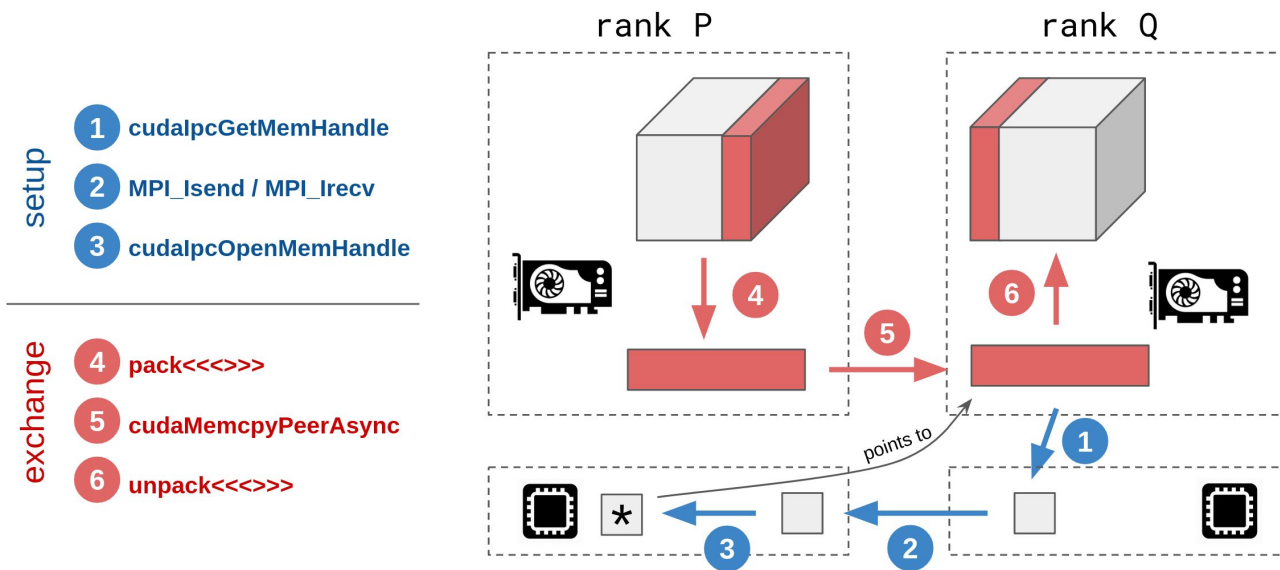 rank P
rank Q
setup
1 cudaIpcGetMemHandle
2 MPI_Isend / MPI_Irecv
3 cudaIpcOpenMemHandle
exchange
4 pack<<<>>>
5 cudaMemcpyPeerAsync
6 unpack<<<>>>
4
5
6
points to
1
*
3
2